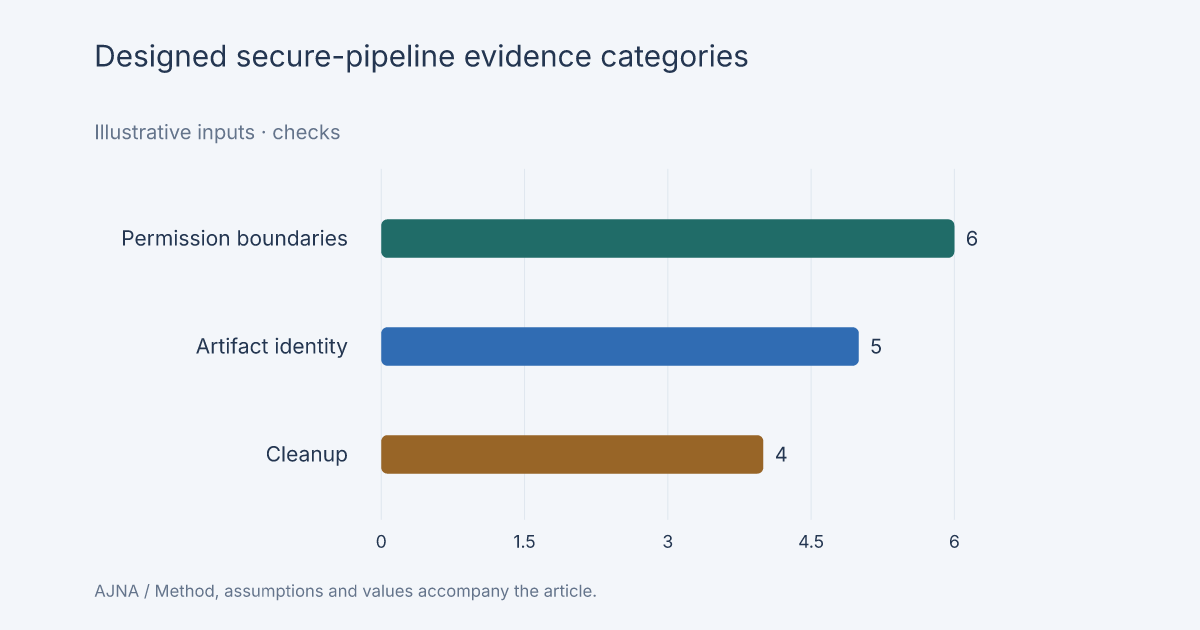 Designed secure-pipeline evidence categories
Illustrative inputs · checks
Permission boundaries 6
Artifact identity 5
Cleanup 4
0 1.5 3 4.5 6
AJNA / Method, assumptions and values accompany the article.